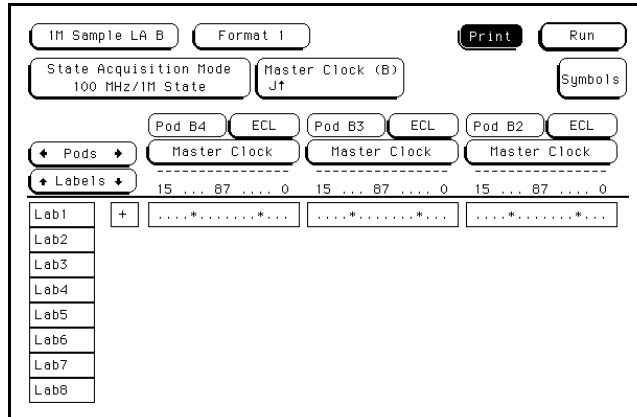 1M Sample LA B Format 1 Print Run
State Acquisition Mode
100 MHz/1M State
Master Clock (B)
J↑
Symbols
Pod B4 ECL Pod B3 ECL Pod B2 ECL
← Pods → Master Clock Master Clock Master Clock
↑ Labels ↓
15 ... 87 .... 0 15 ... 87 .... 0 15 ... 87 .... 0
Lab1 + ....*.......*... ....*.......*... ....*.......*...
Lab2
Lab3
Lab4
Lab5
Lab6
Lab7
Lab8